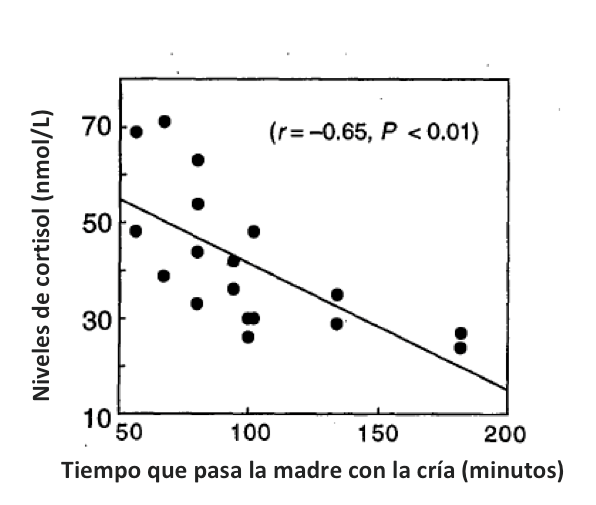 Niveles de cortisol (nmol/L)
70
50
30
10
(r = –0.65, P < 0.01)
50 100 150 200
Tiempo que pasa la madre con la cría (minutos)